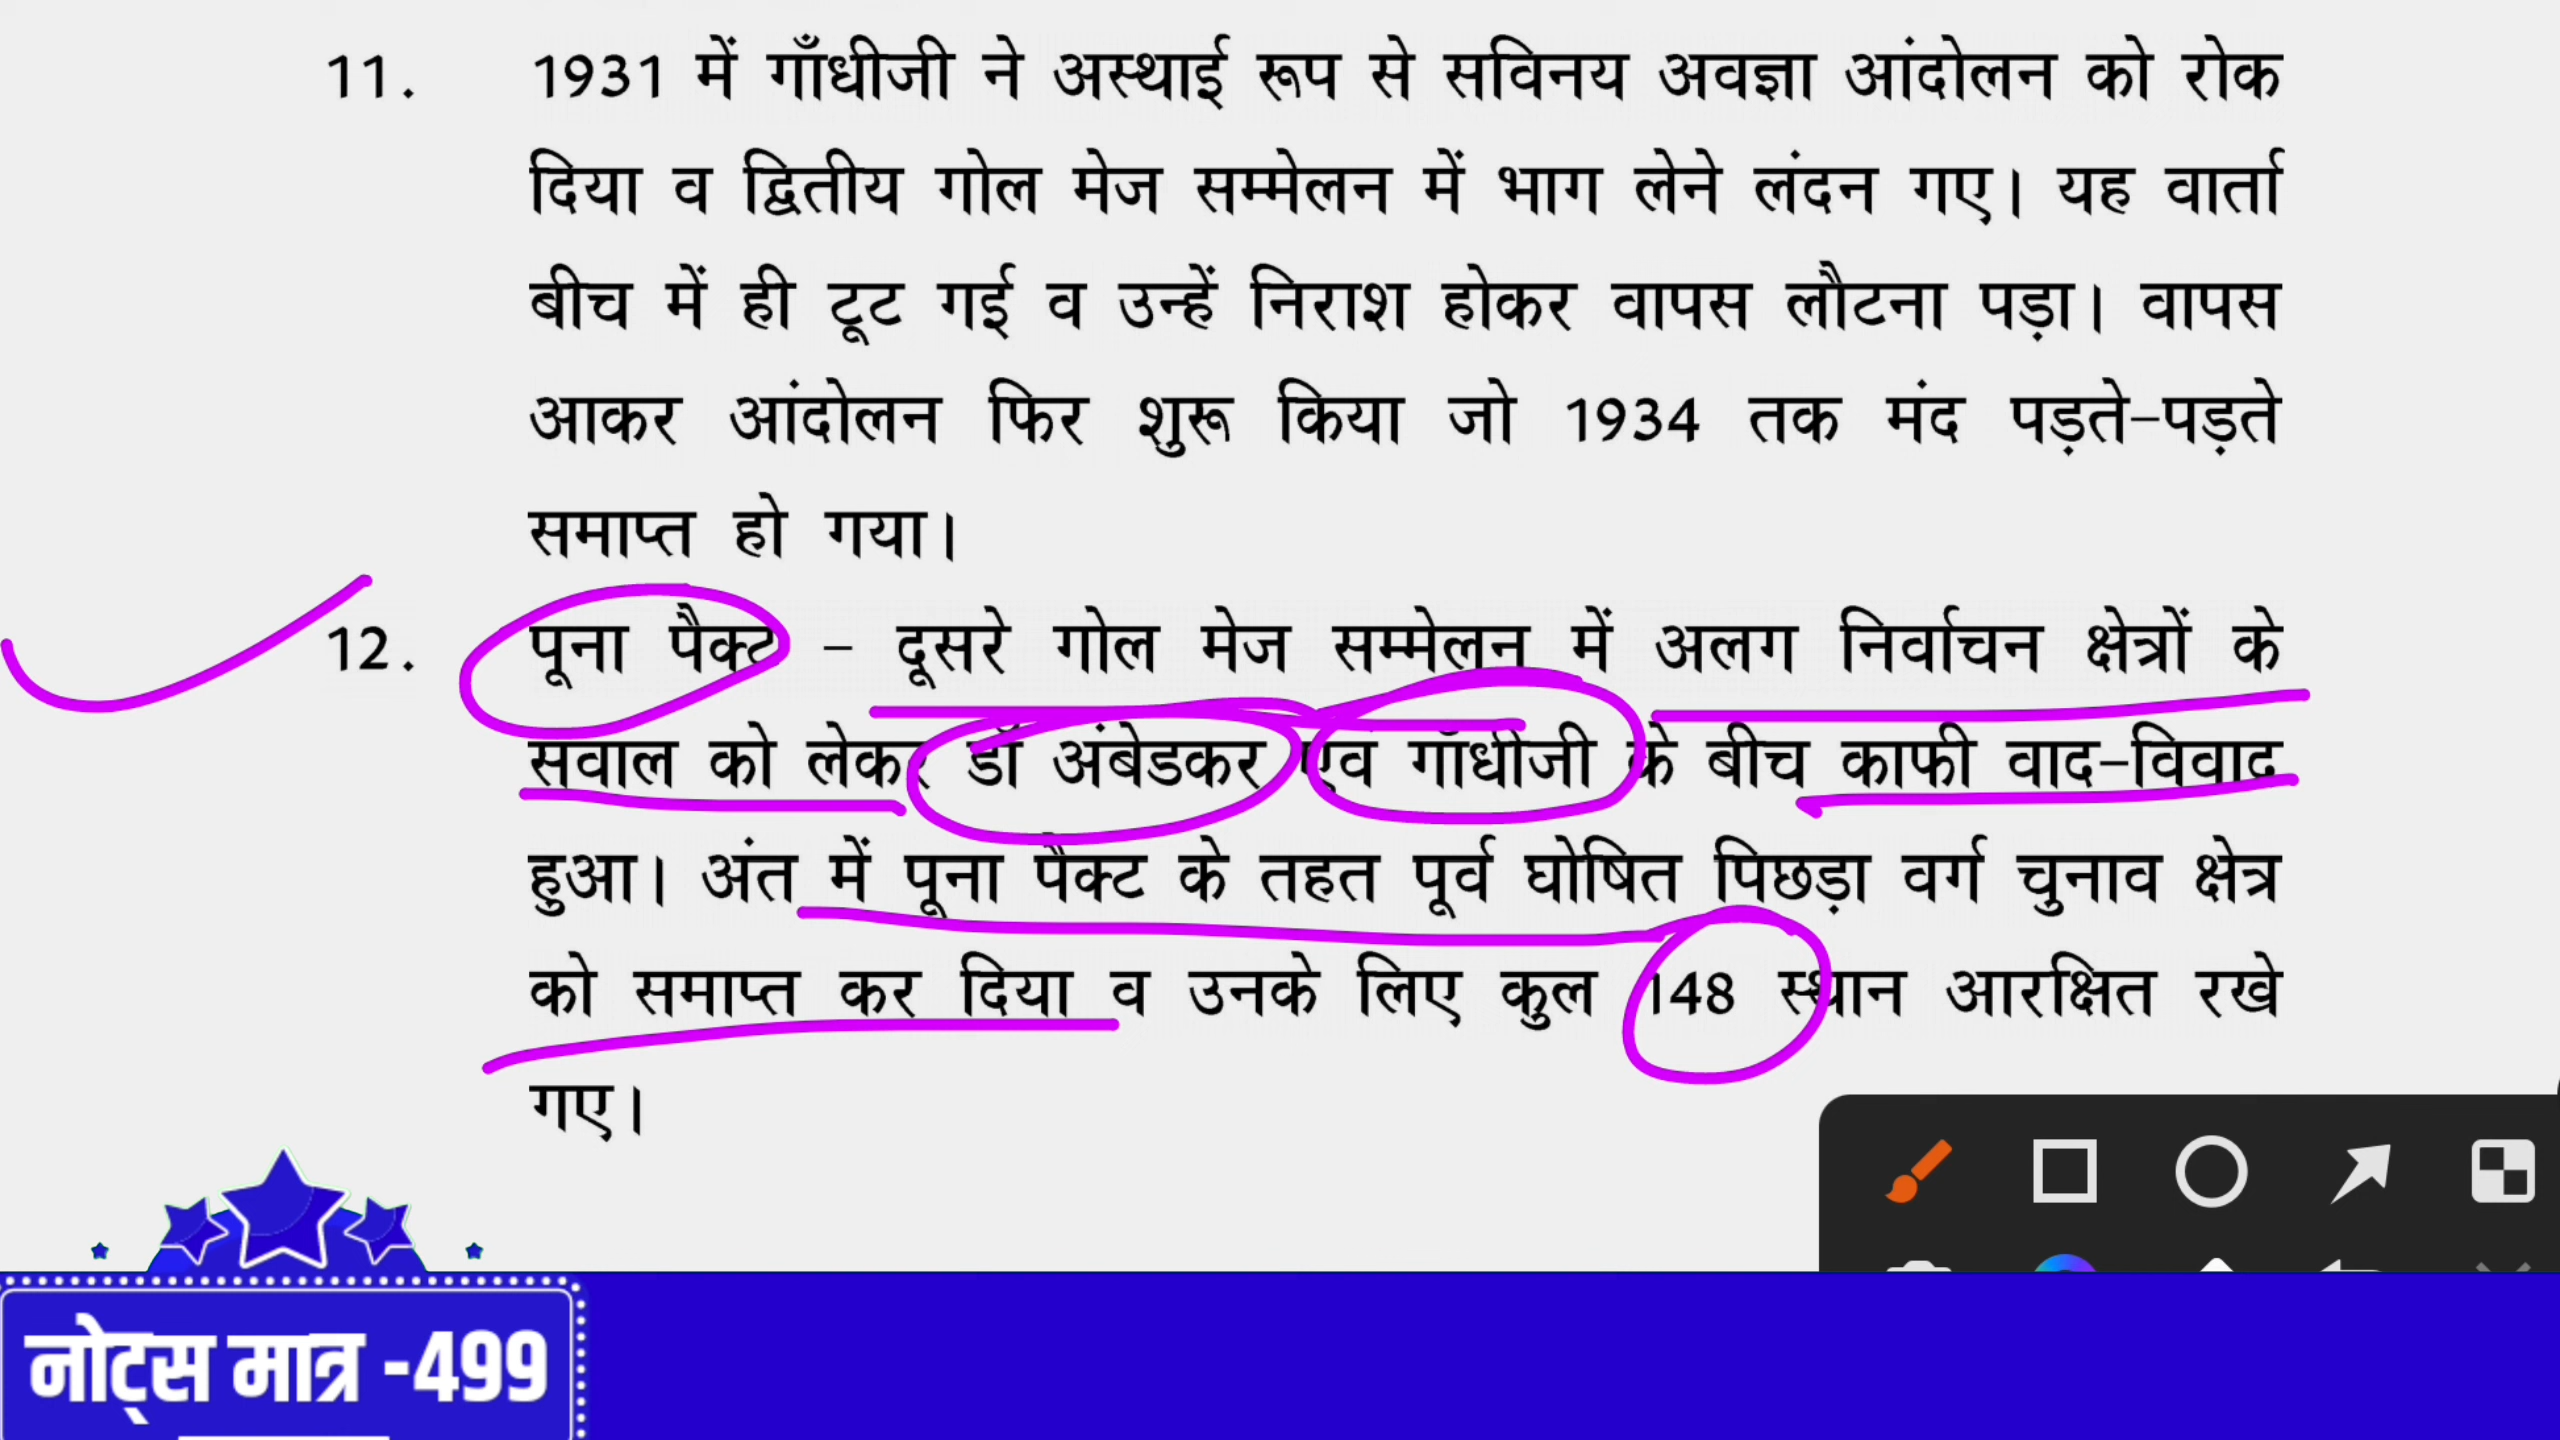 11. 1931 में गाँधीजी ने अस्थाई रूप से सविनय अवज्ञा आंदोलन को रोक
दिया व द्वितीय गोल मेज सम्मेलन में भाग लेने लंदन गए। यह वार्ता
बीच में ही टूट गई व उन्हें निराश होकर वापस लौटना पड़ा। वापस
आकर आंदोलन फिर शुरू किया जो 1934 तक मंद पड़ते-पड़ते
समाप्त हो गया।
12. पूना पैक्ट - दूसरे गोल मेज सम्मेलन में अलग निर्वाचन क्षेत्रों के
सवाल को लेकर डॉ अंबेडकर एवं गाँधीजी के बीच काफी वाद-विवाद
हुआ। अंत में पूना पैक्ट के तहत पूर्व घोषित पिछड़ा वर्ग चुनाव क्षेत्र
को समाप्त कर दिया व उनके लिए कुल 148 स्थान आरक्षित रखे
गए।
नोट्स मात्र -499